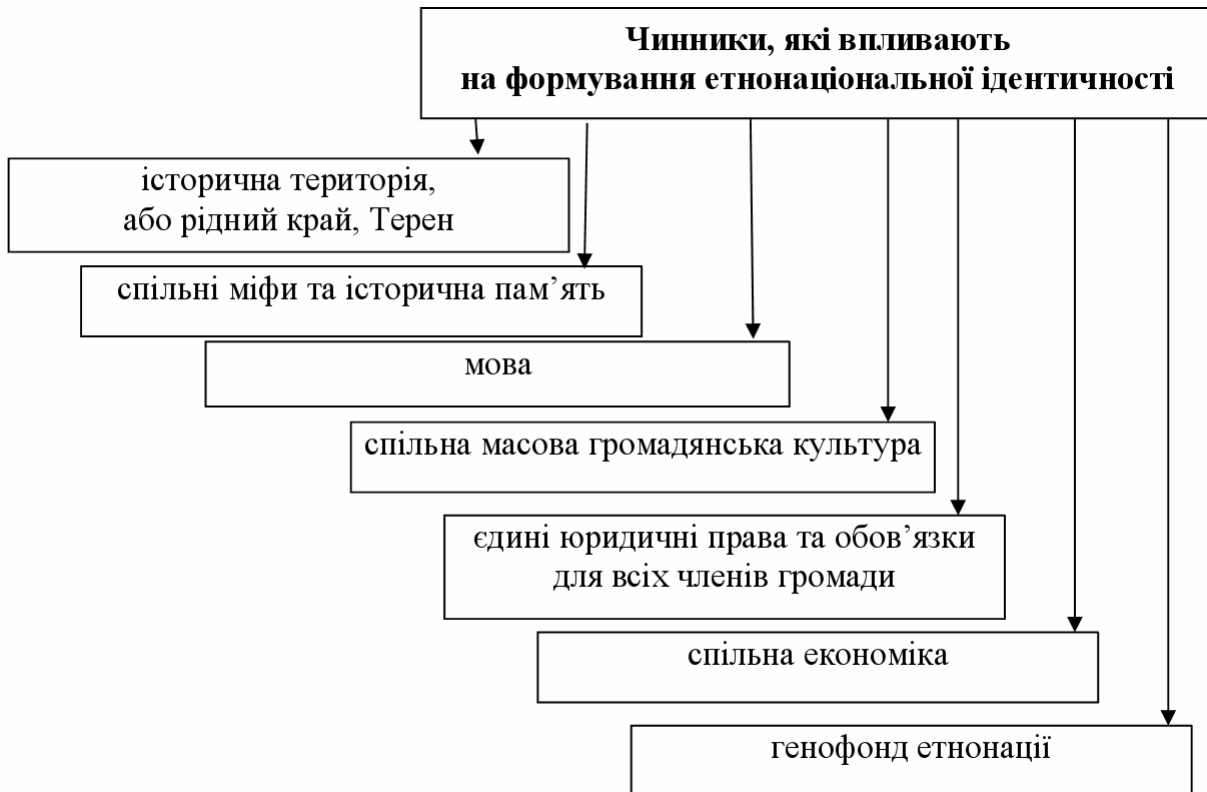 Чинники, які впливають
на формування етнонаціональної ідентичності
історична територія,
або рідний край, Терен
спільні міфи та історична пам’ять
мова
спільна масова громадянська культура
єдині юридичні права та обов’язки
для всіх членів громади
спільна економіка
генофонд етнонації